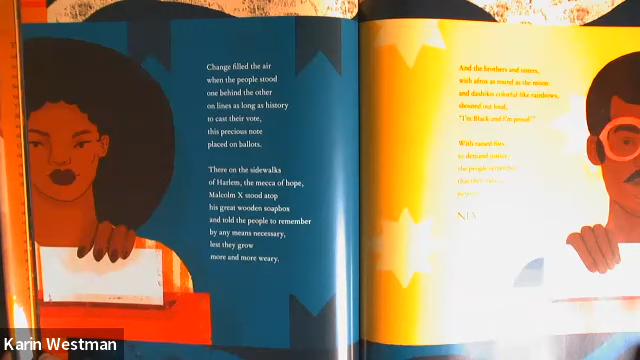 Change filled the air
when the people stood
one behind the other
on lines as long as history
to cast their vote,
this precious note
placed on ballots.
There on the sidewalks
of Harlem, the mecca of hope,
Malcolm X stood atop
his great wooden soapbox
and told the people to remember
by any means necessary,
lest they grow
more and more weary.
And the brothers and sisters,
with afros as round as the moon
and dashikis colorful like rainbows,
shouted out loud,
"I'm Black and I'm proud!"
With raised fists
to demand justice
the people remember
that their
NIA
Karin Westman